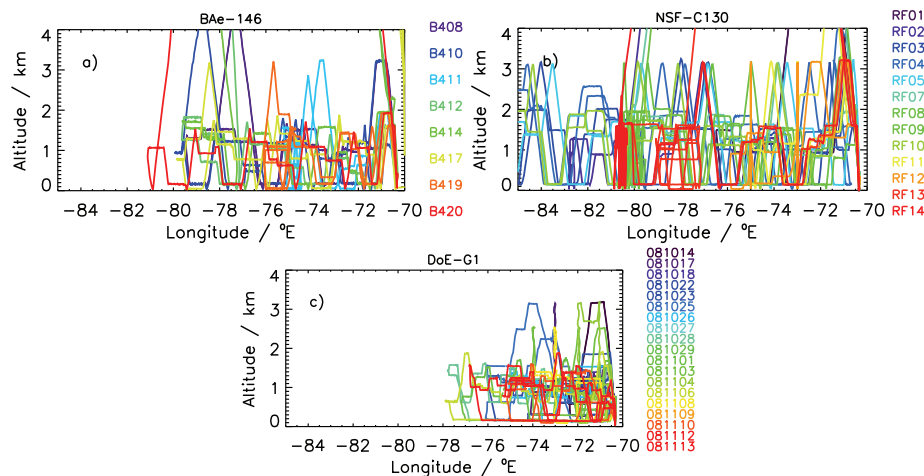 BAe-146
4
3
2
1
0
Altitude / km
a)
-84 -82 -80 -78 -76 -74 -72 -70
Longitude / °E
B408
B410
B411
B412
B414
B417
B419
B420
NSF-C130
4
3
2
1
0
Altitude / km
b)
-84 -82 -80 -78 -76 -74 -72 -70
Longitude / °E
RF01
RF02
RF03
RF04
RF05
RF07
RF08
RF08
RF10
RF11
RF12
RF13
RF14
DoE-G1
4
3
2
1
0
Altitude / km
c)
-84 -82 -80 -78 -76 -74 -72 -70
Longitude / °E
081014
081017
081018
081022
081023
081025
081026
081027
081028
081029
081101
081103
081104
081106
081108
081109
081110
081112
081113